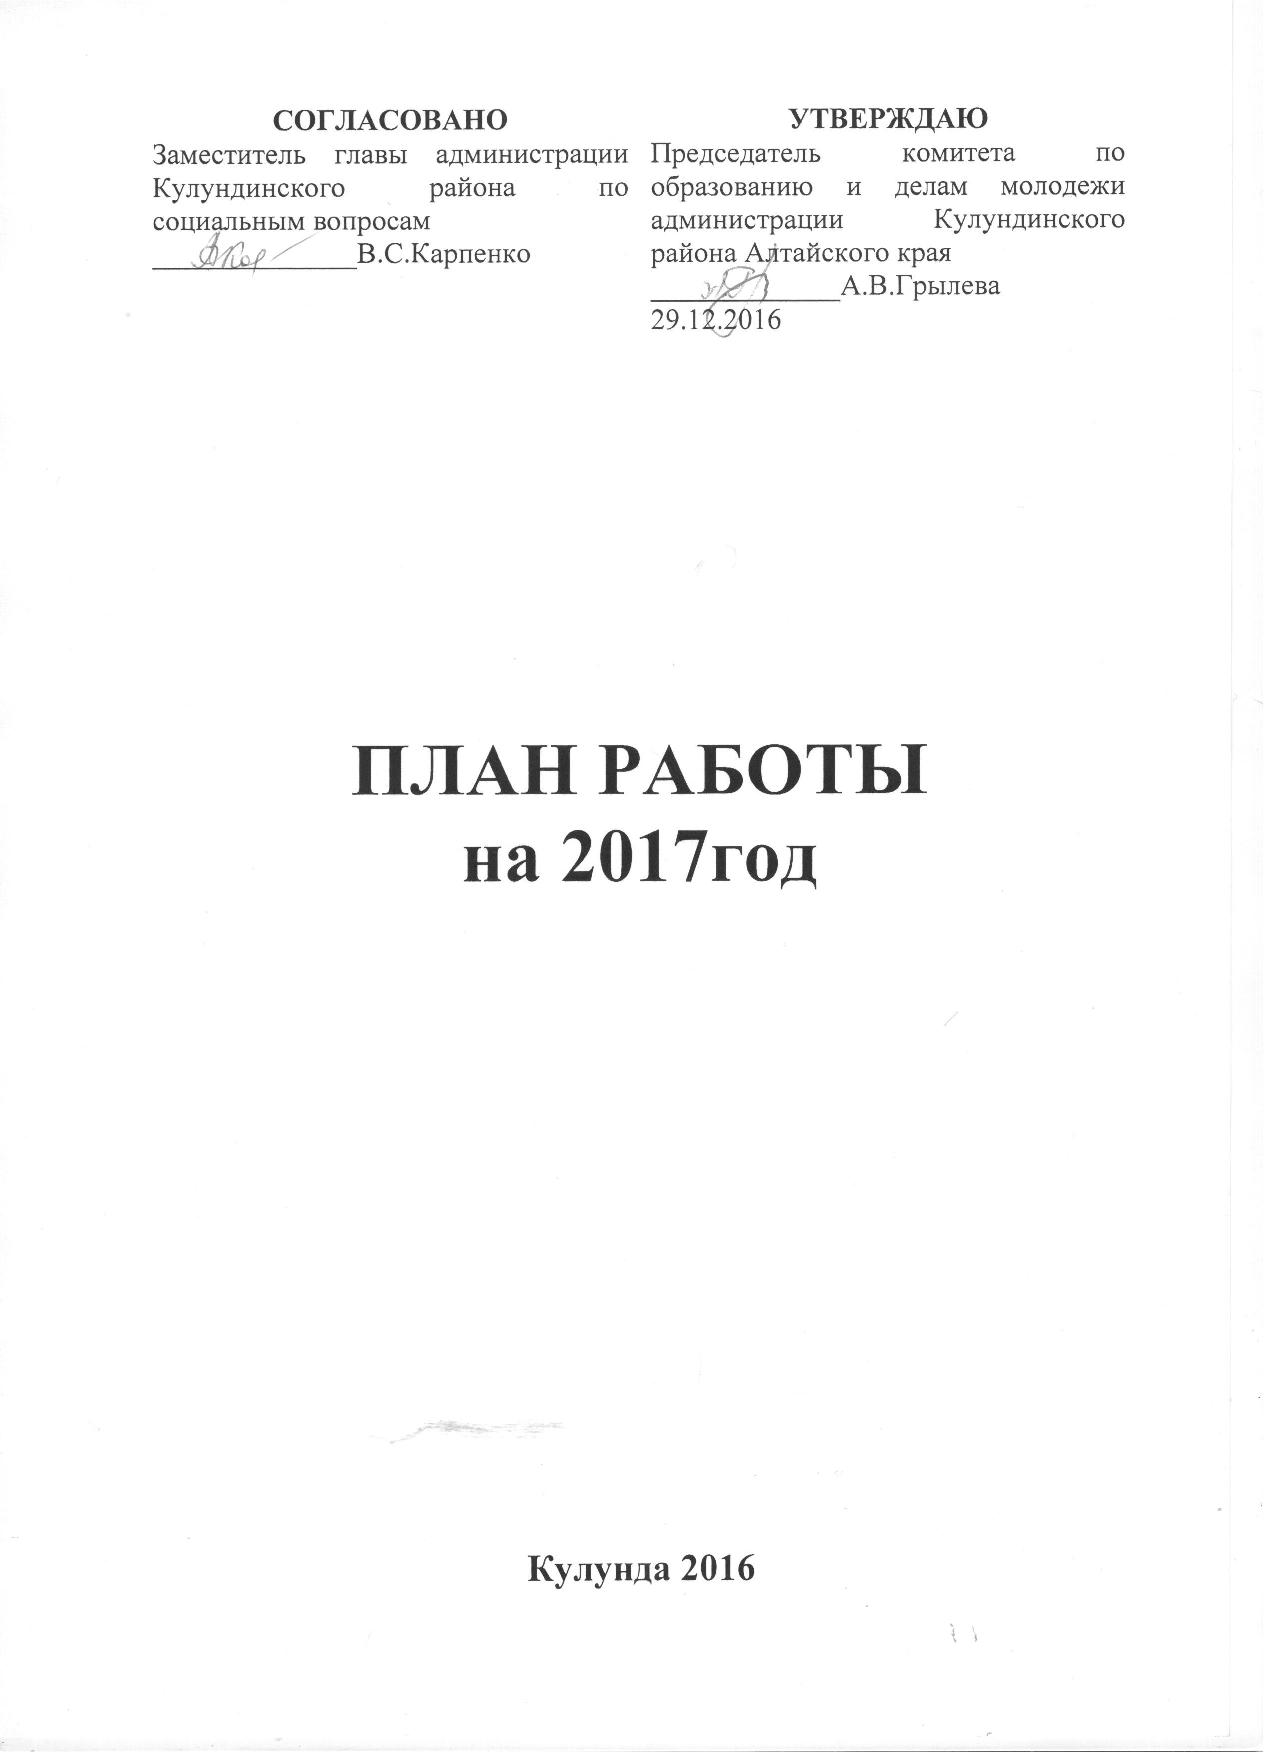 СОГЛАСОВАНО
Заместитель главы администрации
Кулундинского района по
социальным вопросам
В.С.Карпенко
УТВЕРЖДАЮ
Председатель комитета по
образованию и делам молодежи
администрации Кулундинского
района Алтайского края
А.В.Грылева
29.12.2016
ПЛАН РАБОТЫ
на 2017год
Кулунда 2016